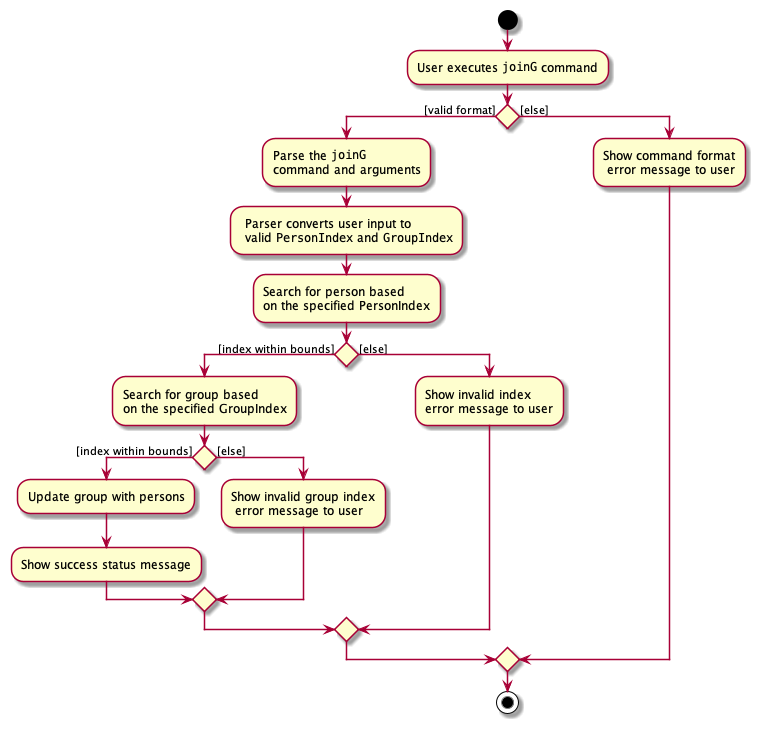 User executes joinG command
[valid format]
[else]
Parse the joinG
command and arguments
Show command format
error message to user
Parser converts user input to
valid PersonIndex and GroupIndex
Search for person based
on the specified PersonIndex
[index within bounds]
[else]
Search for group based
on the specified GroupIndex
Show invalid index
error message to user
[index within bounds]
[else]
Update group with persons
Show invalid group index
error message to user
Show success status message